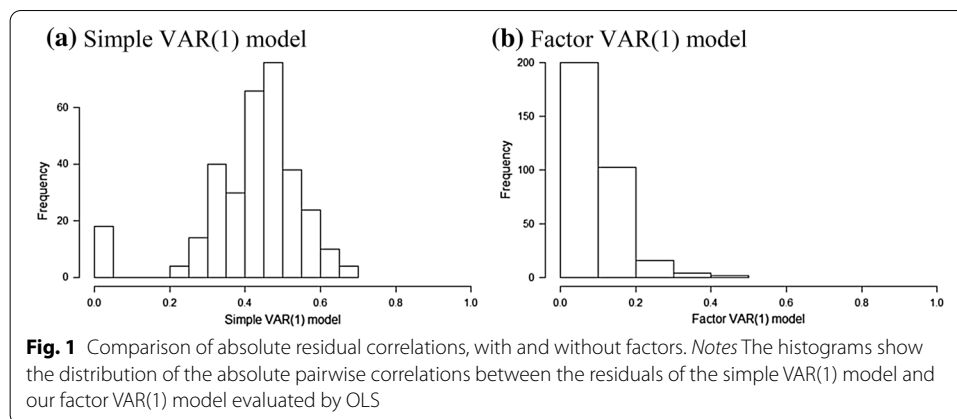 (a) Simple VAR(1) model
Frequency
60
40
20
0
0.0 0.2 0.4 0.6 0.8 1.0
Simple VAR(1) model
(b) Factor VAR(1) model
Frequency
200
150
100
50
0
0.0 0.2 0.4 0.6 0.8 1.0
Factor VAR(1) model
Fig. 1 Comparison of absolute residual correlations, with and without factors. Notes The histograms show
the distribution of the absolute pairwise correlations between the residuals of the simple VAR(1) model and
our factor VAR(1) model evaluated by OLS